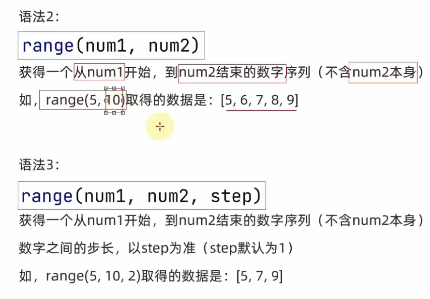 语法2：
range(num1, num2)
获得一个从num1开始，到num2结束的数字序列（不含num2本身）
如，range(5, 10)取得的数据是：[5, 6, 7, 8, 9]
语法3：
range(num1, num2, step)
获得一个从num1开始，到num2结束的数字序列（不含num2本身）
数字之间的步长，以step为准（step默认为1）
如，range(5, 10, 2)取得的数据是：[5, 7, 9]